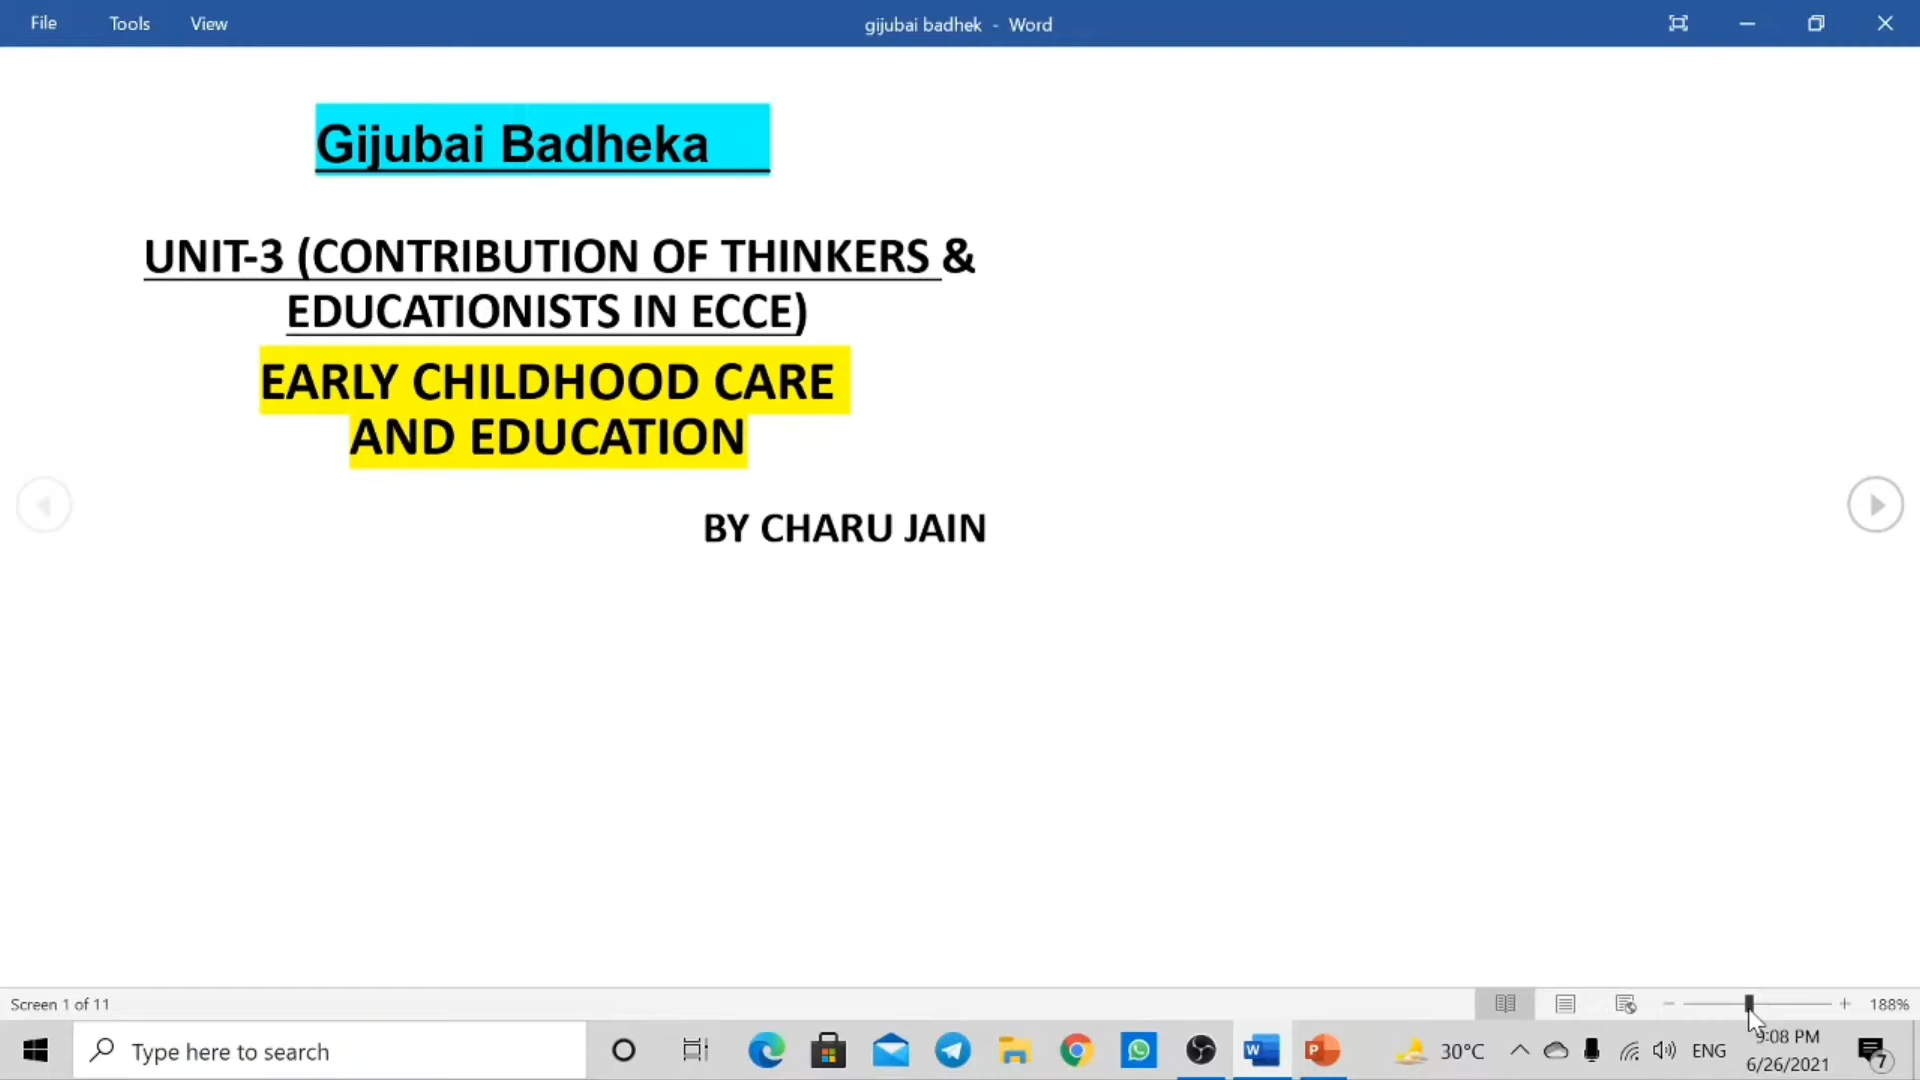 File Tools View gijubai badhek - Word
Gijubai Badheka
UNIT-3 (CONTRIBUTION OF THINKERS &
EDUCATIONISTS IN ECCE)
EARLY CHILDHOOD CARE
AND EDUCATION
BY CHARU JAIN
Screen 1 of 11
188%
Type here to search
30°C
ENG
9:08 PM
6/26/2021
7